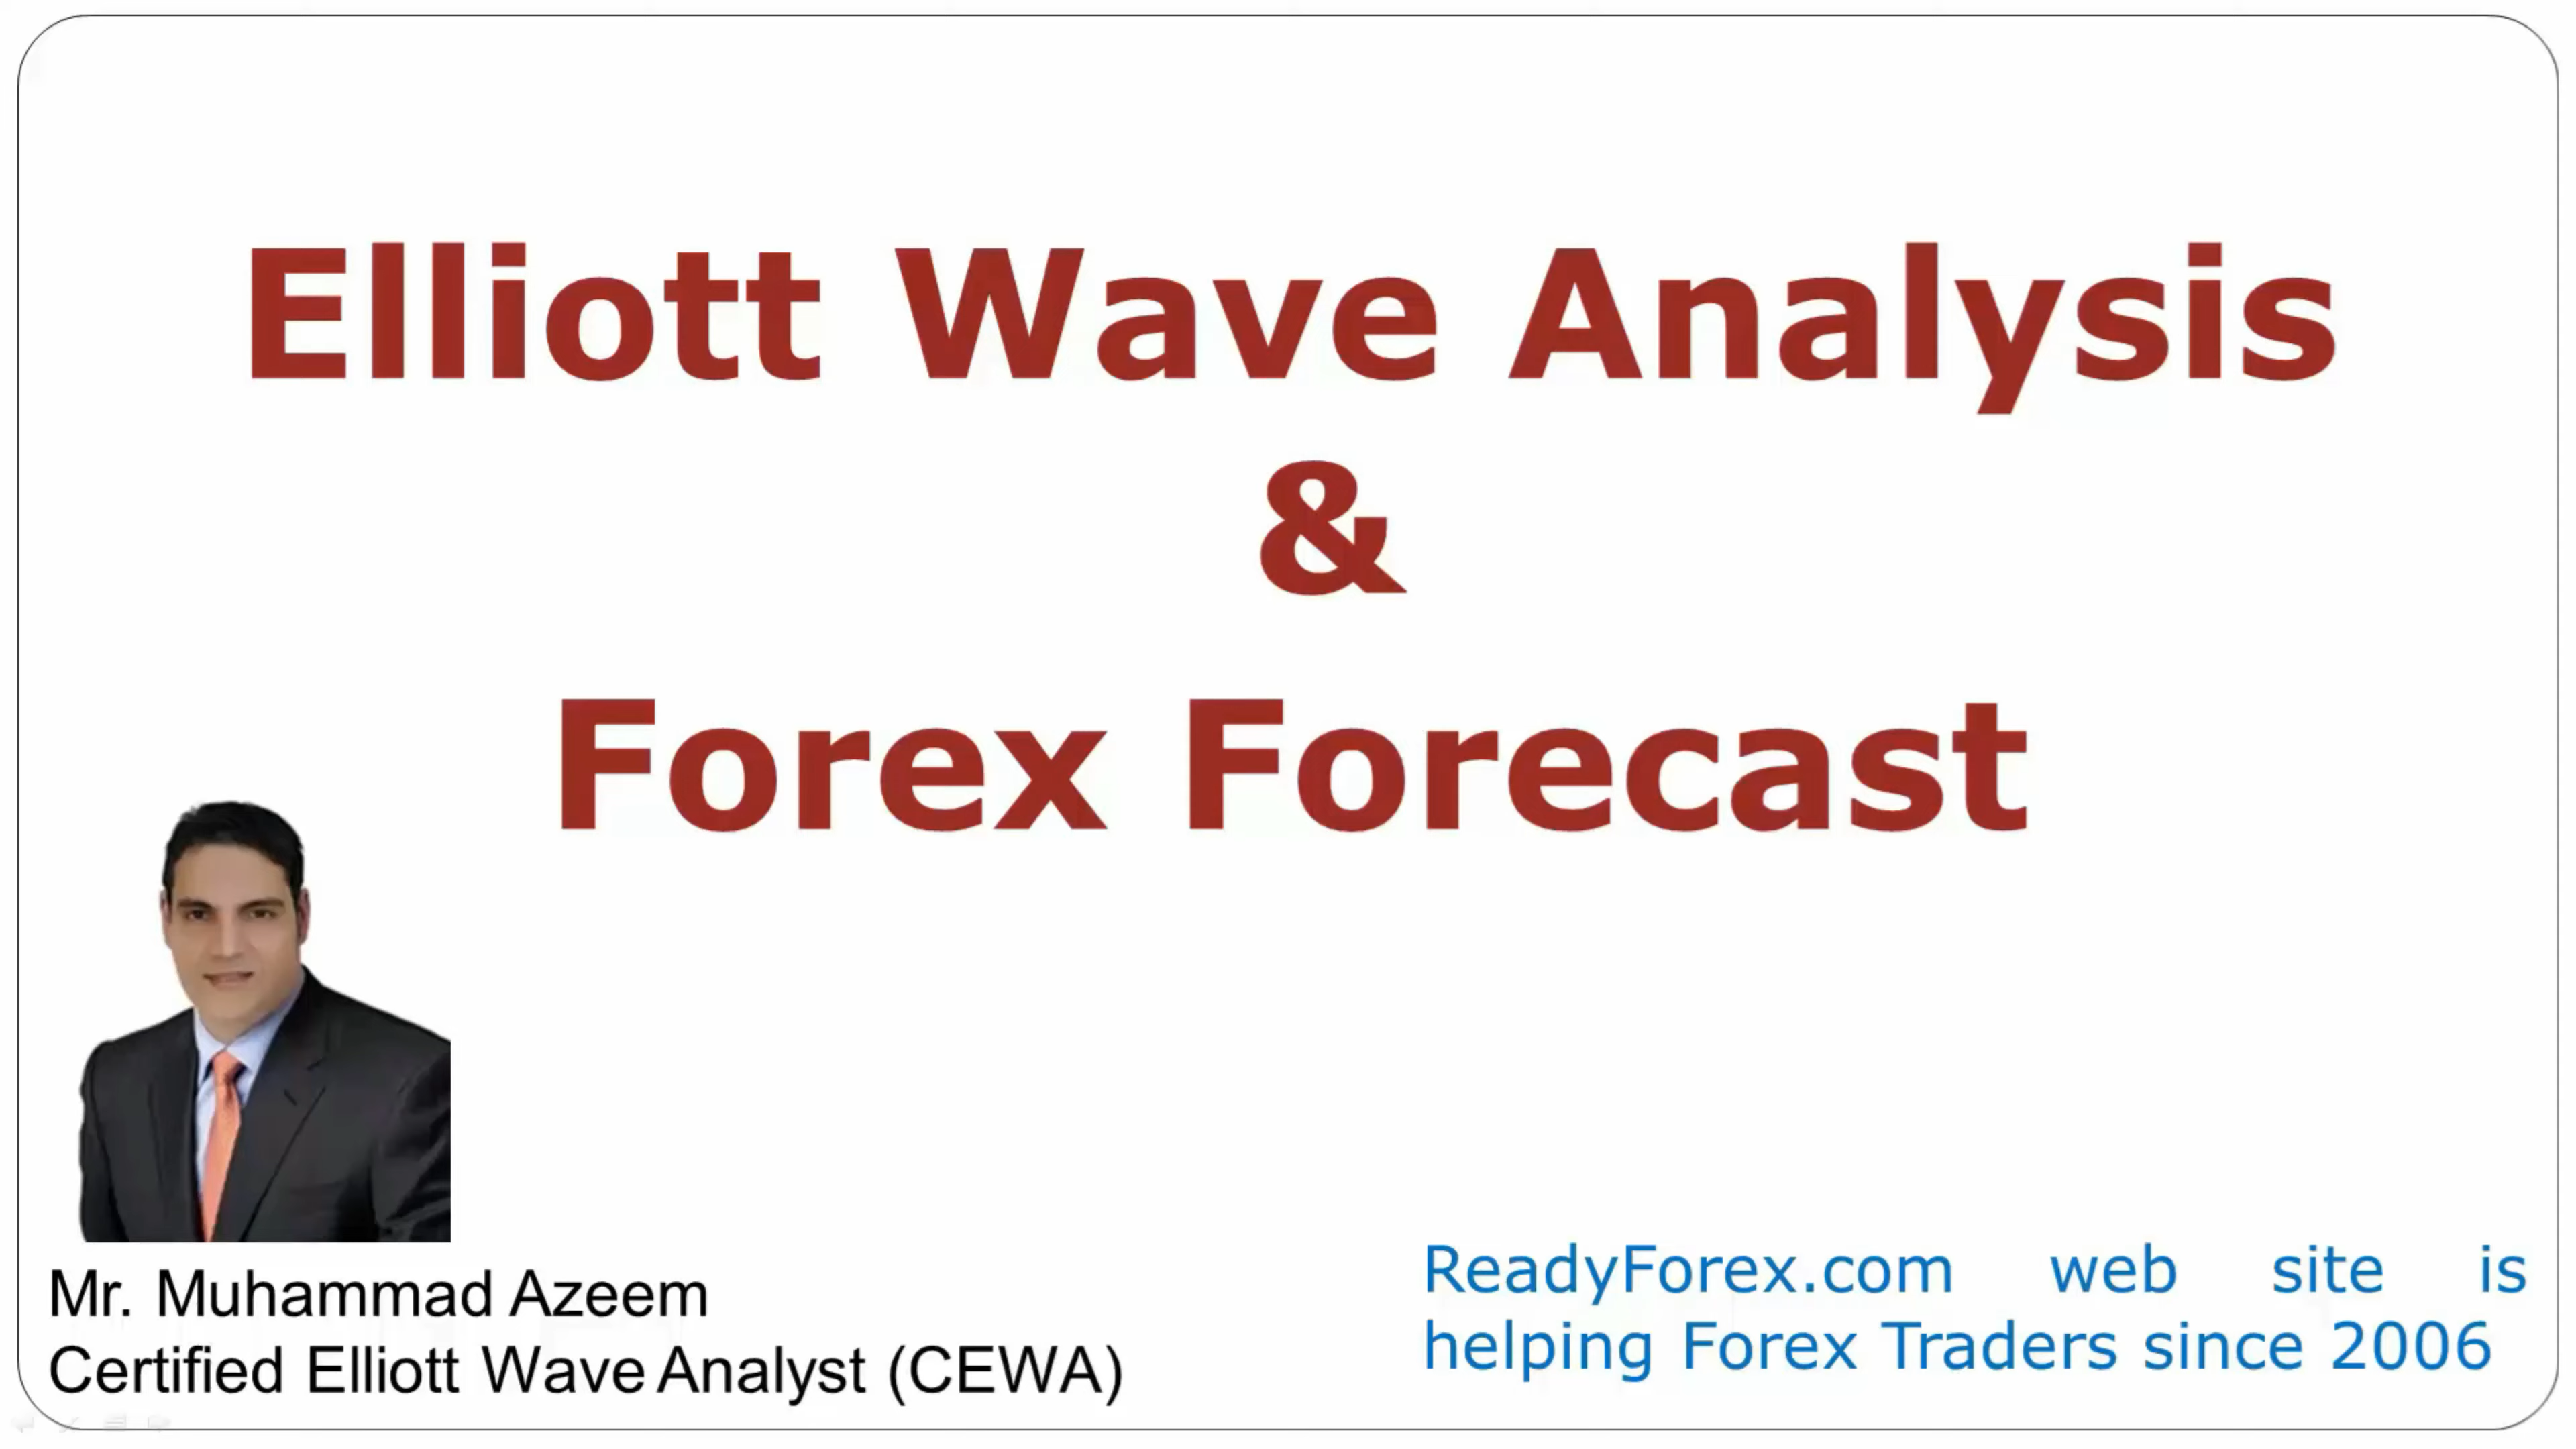 Elliott Wave Analysis
&
Forex Forecast
Mr. Muhammad Azeem
Certified Elliott Wave Analyst (CEWA)
ReadyForex.com web site is
helping Forex Traders since 2006